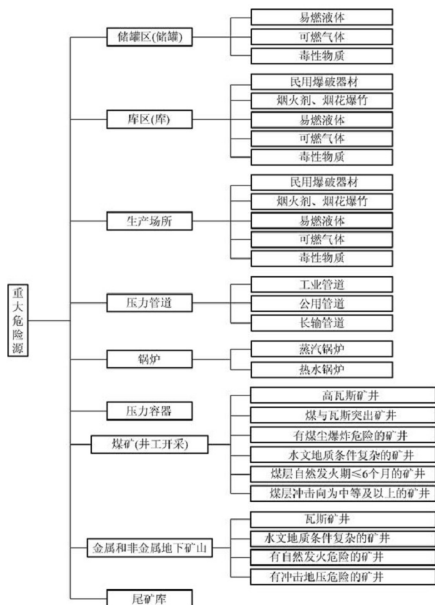 重大危险源
储罐区(储罐)
易燃液体
可燃气体
毒性物质
库区(库)
民用爆破器材
烟火剂、烟花爆竹
易燃液体
可燃气体
毒性物质
生产场所
民用爆破器材
烟火剂、烟花爆竹
易燃液体
可燃气体
毒性物质
压力管道
工业管道
公用管道
长输管道
锅炉
蒸汽锅炉
热水锅炉
压力容器
煤矿(井工开采)
高瓦斯矿井
煤与瓦斯突出矿井
有煤尘爆炸危险的矿井
水文地质条件复杂的矿井
煤层自然发火期≤6个月的矿井
煤层冲击向为中等及以上的矿井
金属和非金属地下矿山
瓦斯矿井
水文地质条件复杂的矿井
有自然发火危险的矿井
有冲击地压危险的矿井
尾矿库